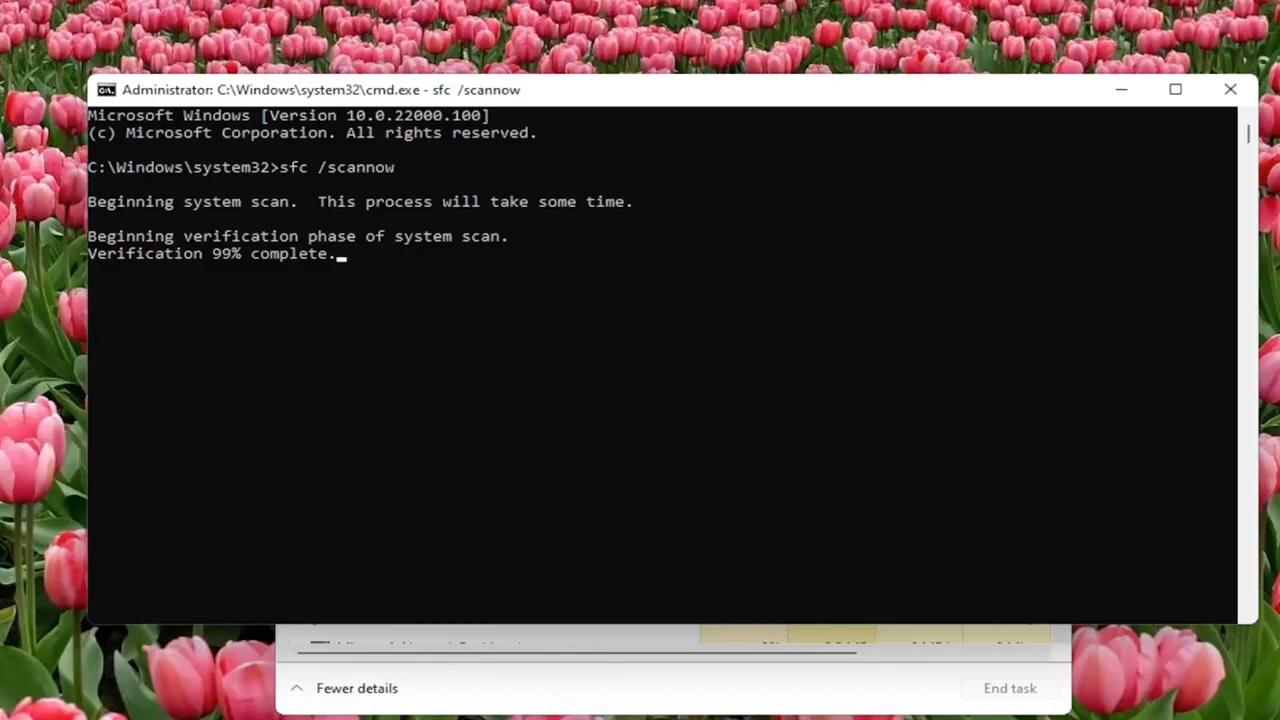 Administrator: C:\Windows\system32\cmd.exe - sfc  /scannow
Microsoft Windows [Version 10.0.22000.100]
(c) Microsoft Corporation. All rights reserved.
C:\Windows\system32>sfc /scannow
Beginning system scan.  This process will take some time.
Beginning verification phase of system scan.
Verification 99% complete.
Fewer details
End task